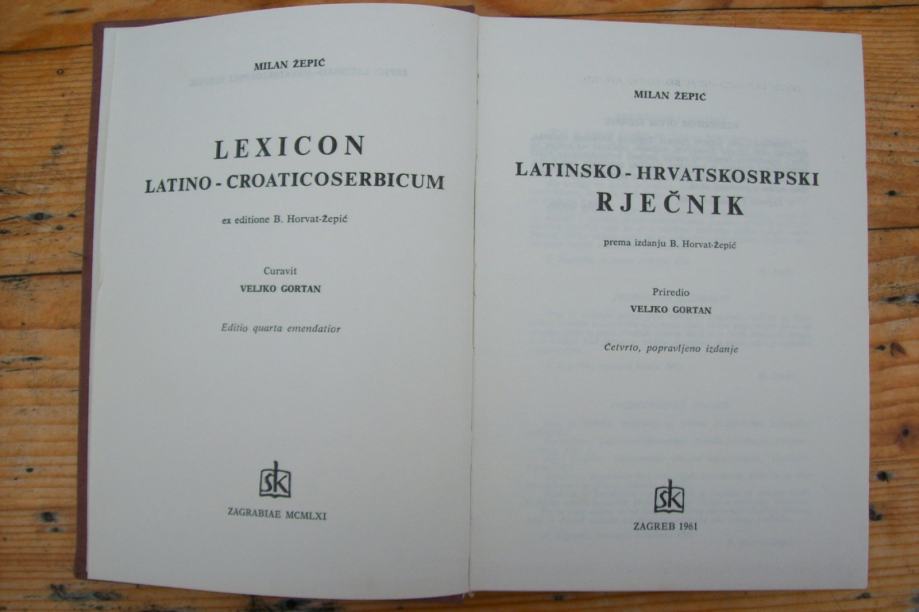 MILAN ŽEPIĆ
LEXICON
LATINO-CROATICOSERBICUM
ex editione B. Horvat-Žepić
Curavit
VELJKO GORTAN
Editio quarta emendatior
sk
ZAGRABIAE MCMLXI
MILAN ŽEPIĆ
LATINSKO-HRVATSKOSRPSKI
RJEČNIK
prema izdanju B. Horvat-Žepić
Priredio
VELJKO GORTAN
Četvrto, popravljeno izdanje
sk
ZAGREB 1961